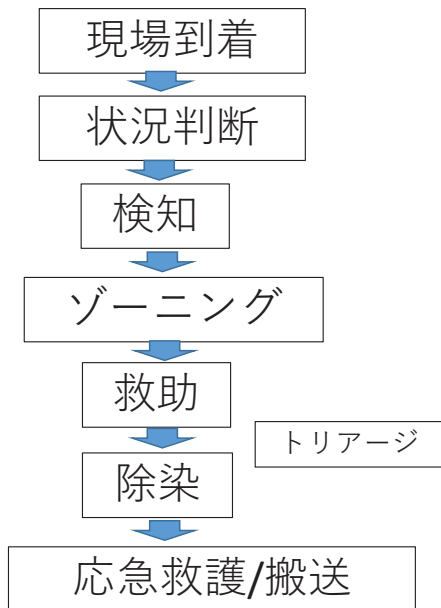 現場到着
状況判断
検知
ゾーニング
救助
トリアージ
除染
応急救護/搬送